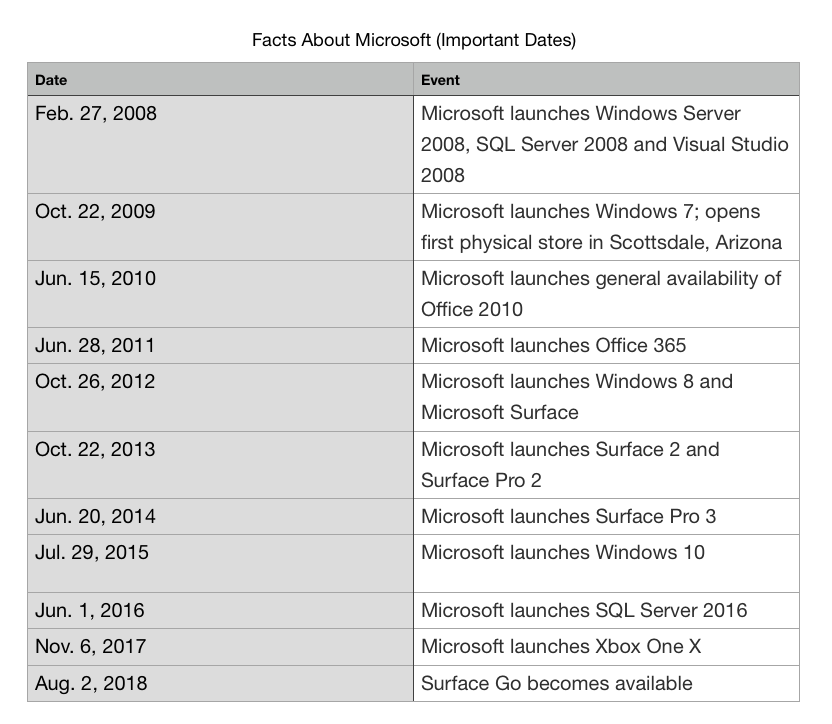 Facts About Microsoft (Important Dates)
Date
Event
Feb. 27, 2008
Microsoft launches Windows Server
2008, SQL Server 2008 and Visual Studio
2008
Oct. 22, 2009
Microsoft launches Windows 7; opens
first physical store in Scottsdale, Arizona
Jun. 15, 2010
Microsoft launches general availability of
Office 2010
Jun. 28, 2011
Microsoft launches Office 365
Oct. 26, 2012
Microsoft launches Windows 8 and
Microsoft Surface
Oct. 22, 2013
Microsoft launches Surface 2 and
Surface Pro 2
Jun. 20, 2014
Microsoft launches Surface Pro 3
Jul. 29, 2015
Microsoft launches Windows 10
Jun. 1, 2016
Microsoft launches SQL Server 2016
Nov. 6, 2017
Microsoft launches Xbox One X
Aug. 2, 2018
Surface Go becomes available